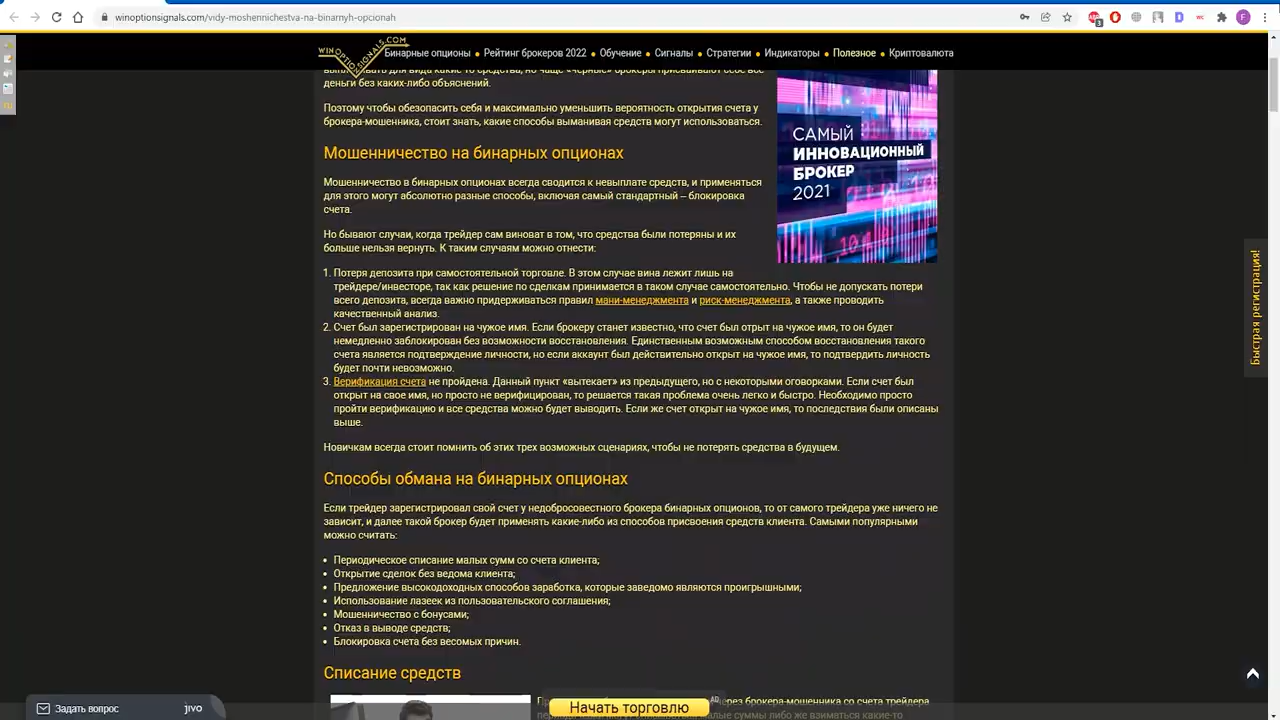 winoptionsignals.com/vidy-moshennichestva-na-binarnyh-opcionah
WINOPTIONSIGNALS.COM
Бинарные опционы • Рейтинг брокеров 2022 • Обучение • Сигналы • Стратегии • Индикаторы • Полезное • Криптовалюта
деньги без каких-либо объяснений.
Поэтому чтобы обезопасить себя и максимально уменьшить вероятность открытия счета у
брокера-мошенника, стоит знать, какие способы выманивая средств могут использоваться.
САМЫЙ
ИННОВАЦИОННЫЙ
БРОКЕР
2021
Мошенничество на бинарных опционах
Мошенничество в бинарных опционах всегда сводится к невыплате средств, и применяться
для этого могут абсолютно разные способы, включая самый стандартный – блокировка
счета.
Но бывают случаи, когда трейдер сам виноват в том, что средства были потеряны и их
больше нельзя вернуть. К таким случаям можно отнести:
1. Потеря депозита при самостоятельной торговле. В этом случае вина лежит лишь на
трейдере/инвесторе, так как решение по сделкам принимается в таком случае самостоятельно. Чтобы не допускать потери
всего депозита, всегда важно придерживаться правил мани-менеджмента и риск-менеджмента, а также проводить
качественный анализ.
2. Счет был зарегистрирован на чужое имя. Если брокеру станет известно, что счет был отрыт на чужое имя, то он будет
немедленно заблокирован без возможности восстановления. Единственным возможным способом восстановления такого
счета является подтверждение личности, но если аккаунт был действительно открыт на чужое имя, то подтвердить личность
будет почти невозможно.
3. Верификация счета не пройдена. Данный пункт «вытекает» из предыдущего, но с некоторыми оговорками. Если счет был
открыт на свое имя, но просто не верифицирован, то решается такая проблема очень легко и быстро. Необходимо просто
пройти верификацию и все средства можно будет выводить. Если же счет открыт на чужое имя, то последствия были описаны
выше.
Новичкам всегда стоит помнить об этих трех возможных сценариях, чтобы не потерять средства в будущем.
Способы обмана на бинарных опционах
Если трейдер зарегистрировал свой счет у недобросовестного брокера бинарных опционов, то от самого трейдера уже ничего не
зависит, и далее такой брокер будет применять какие-либо из способов присвоения средств клиента. Самыми популярными
можно считать:
• Периодическое списание малых сумм со счета клиента;
• Открытие сделок без ведома клиента;
• Предложение высокодоходных способов заработка, которые заведомо являются проигрышными;
• Использование лазеек из пользовательского соглашения;
• Мошенничество с бонусами;
• Отказ в выводе средств;
• Блокировка счета без весомых причин.
Списание средств
через брокера-мошенника со счета трейдера
Быстрая регистрация!
Задать вопрос
jivo
Начать торговлю
AD